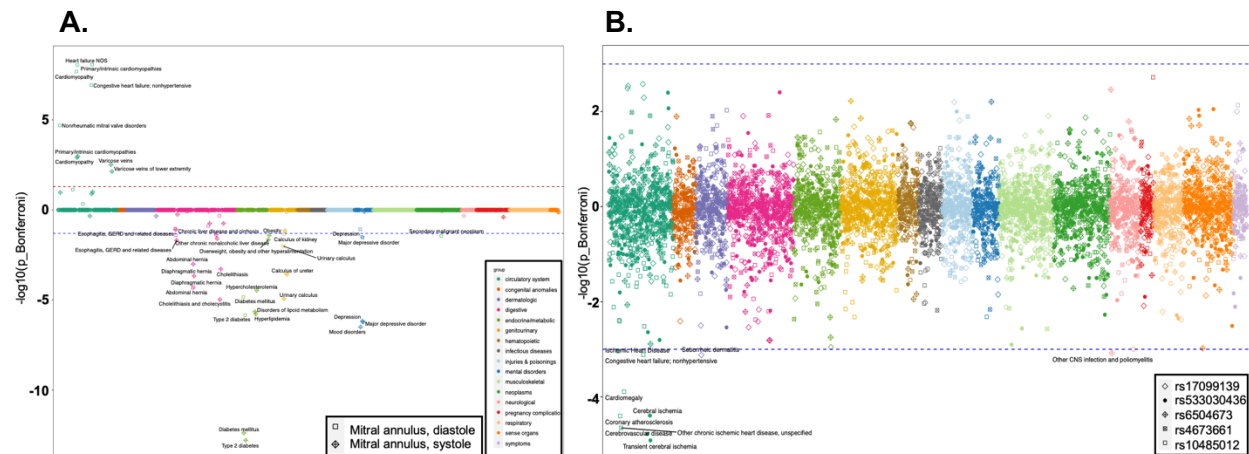 A.
B.
Heart failure NOS
Primary/intrinsic cardiomyopathies
Cardiomyopathy
Congestive heart failure; nonhypertensive
5
Nonrheumatic mitral valve disorders
Primary/intrinsic cardiomyopathies
Cardiomyopathy
Varicose veins
Varicose veins of lower extremity
0
-log10(p_Bonferroni)
Esophagitis, GERD and related diseases
Chronic liver disease and cirrhosis
Obesity
Calculus of kidney
Depression
Major depressive disorder
Secondary malignant neoplasm
Esophagitis, GERD and related diseases
Other chronic nonalcoholic liver disease
Overweight, obesity and other hyperalimentation
Urinary calculus
Abdominal hernia
Diaphragmatic hernia
Cholelithiasis
Calculus of ureter
Diaphragmatic hernia
Abdominal hernia
Hypercholesterolemia
-5
Cholelithiasis and cholecystitis
Diabetes mellitus
Urinary calculus
Disorders of lipoid metabolism
Type 2 diabetes
Hyperlipidemia
Depression
Major depressive disorder
Mood disorders
-10
Diabetes mellitus
Type 2 diabetes
group
circulatory system
congenital anomalies
dermatologic
digestive
endocrine/metabolic
genitourinary
hematopoietic
infectious diseases
injuries & poisonings
mental disorders
musculoskeletal
neoplasms
neurological
pregnancy complicatio
respiratory
sense organs
symptoms
Mitral annulus, diastole
Mitral annulus, systole
2
0
-log10(p_Bonferroni)
-2
Ischemic Heart Disease
Seborrheic dermatitis
Congestive heart failure; nonhypertensive
Other CNS infection and poliomyelitis
-4
Cardiomegaly
Cerebral ischemia
Coronary atherosclerosis
Cerebrovascular disease
Other chronic ischemic heart disease, unspecified
Transient cerebral ischemia
rs17099139
rs533030436
rs6504673
rs4673661
rs10485012